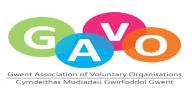 GAVO
Gwent Association of Voluntary Organisations
Cymdeithas Mudiadau Gwirfoddol Gwent